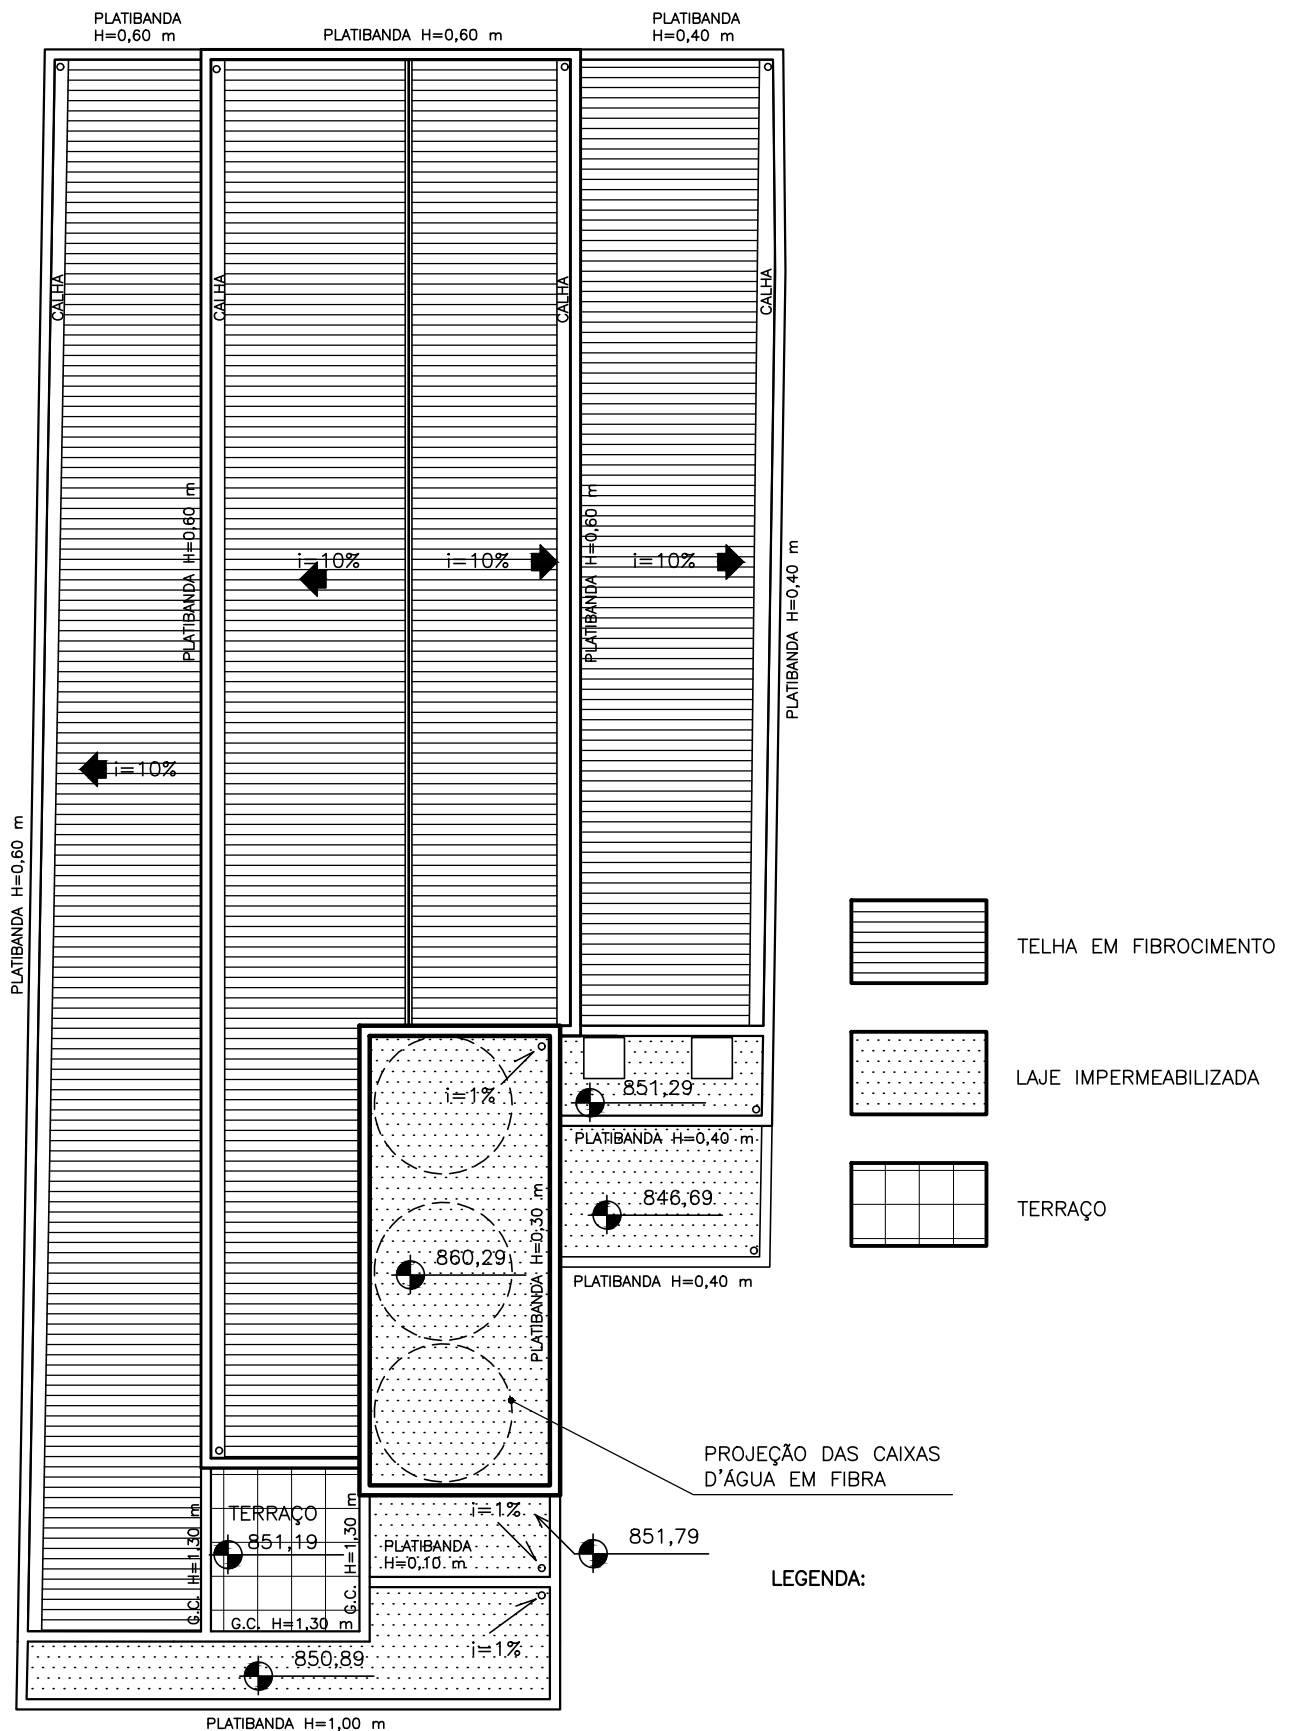 PLATIBANDA
H=0,60 m
PLATIBANDA H=0,60 m
PLATIBANDA
H=0,40 m
CALHA
CALHA
CALHA
CALHA
PLATIBANDA H=0,60 m
PLATIBANDA H=0,60 m
i=10%
i=10%
i=10%
PLATIBANDA H=0,40 m
i=10%
PLATIBANDA H=0,60 m
TELHA EM FIBROCIMENTO
LAJE IMPERMEABILIZADA
TERRAÇO
i=1%
851,29
PLATIBANDA H=0,40 m
846,69
PLATIBANDA H=0,30 m
860,29
PLATIBANDA H=0,40 m
PROJEÇÃO DAS CAIXAS
D'ÁGUA EM FIBRA
TERRAÇO
851,19
G.C. H=1,30 m
G.C. H=1,30 m
G.C. H=1,30 m
i=1%
PLATIBANDA
H=0,10 m
851,79
LEGENDA:
i=1%
850,89
PLATIBANDA H=1,00 m